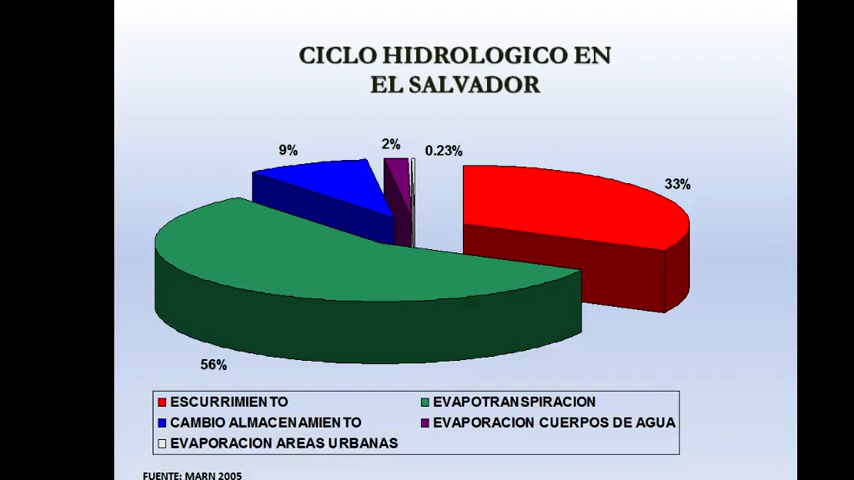 CICLO HIDROLOGICO EN
EL SALVADOR
9%
2%
0.23%
33%
56%
ESCURRIMIENTO
EVAPOTRANSPIRACION
CAMBIO ALMACENAMIENTO
EVAPORACION CUERPOS DE AGUA
EVAPORACION AREAS URBANAS
FUENTE: MARN 2005